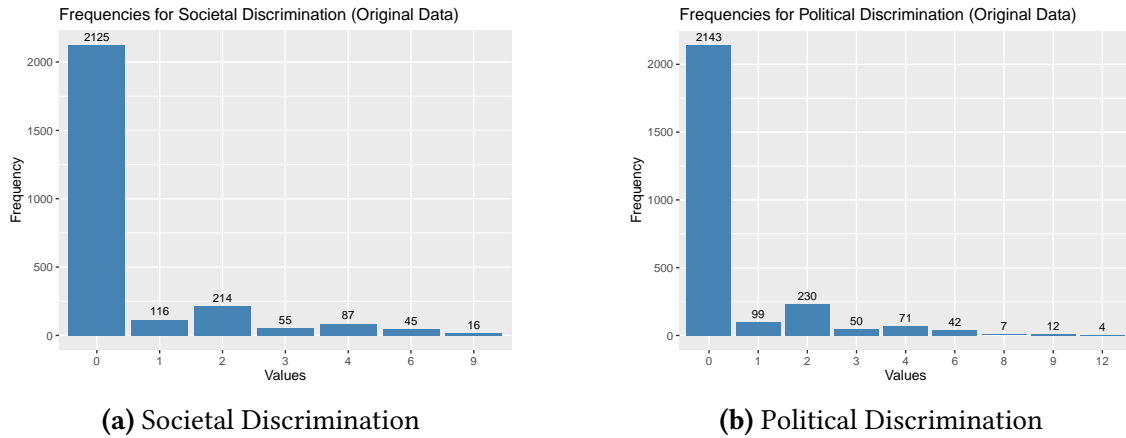 Frequencies for Societal Discrimination (Original Data)
2125
2000
1500
1000
500
0
Frequency
116
214
55
87
45
16
0 1 2 3 4 6 9
Values
(a) Societal Discrimination
Frequencies for Political Discrimination (Original Data)
2143
2000
1500
1000
500
0
Frequency
99
230
50
71
42
7
12
4
0 1 2 3 4 6 8 9 12
Values
(b) Political Discrimination